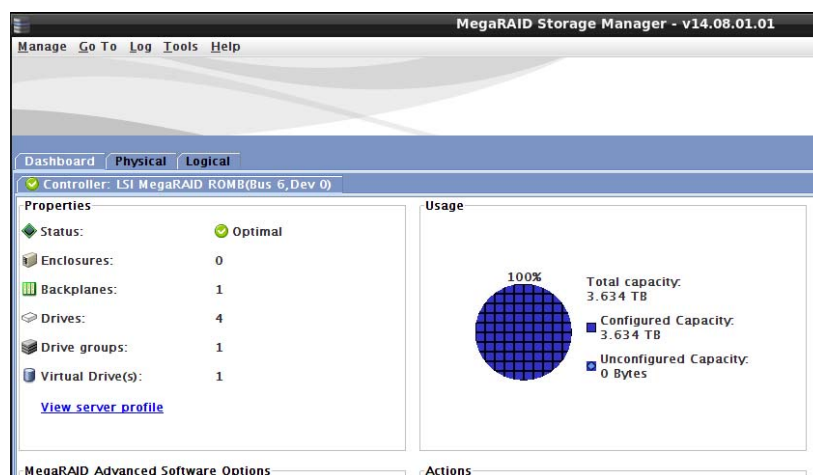 MegaRAID Storage Manager - v14.08.01.01
Manage Go To Log Tools Help
Dashboard Physical Logical
Controller: LSI MegaRAID ROMB(Bus 6,Dev 0)
Properties
Status: Optimal
Enclosures: 0
Backplanes: 1
Drives: 4
Drive groups: 1
Virtual Drive(s): 1
View server profile
Usage
100%
Total capacity:
3.634 TB
Configured Capacity:
3.634 TB
Unconfigured Capacity:
0 Bytes
MegaRAID Advanced Software Options
Actions